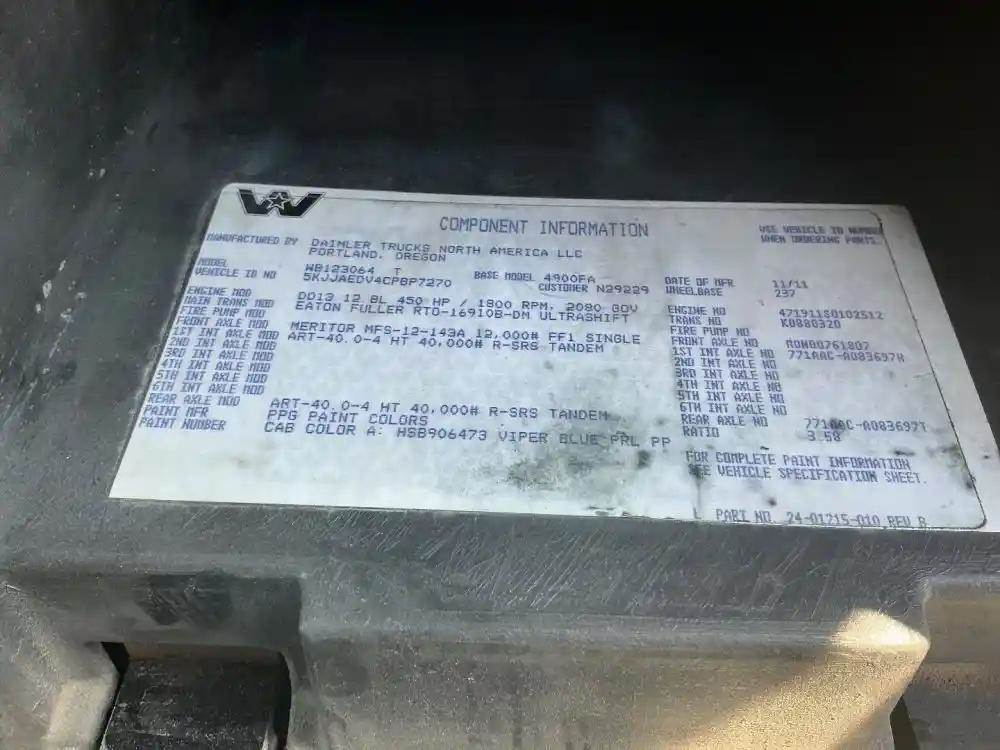 COMPONENT INFORMATION
USE VEHICLE ID NUMBER
WHEN ORDERING PARTS.
MANUFACTURED BY DAIMLER TRUCKS NORTH AMERICA LLC
PORTLAND, OREGON
MODEL WB123064 T BASE MODEL 4900FA DATE OF MFR 11/11
VEHICLE ID NO 5KJJAEDV4CPBP7270 CUSTOMER N29229 WHEELBASE 237
ENGINE MOD DD13 12.8L 450 HP / 1800 RPM, 2080 GOV ENGINE NO 471911S0102512
MAIN TRANS MOD EATON FULLER RTO-16910B-DM ULTRASHIFT TRANS NO K0880320
FIRE PUMP MOD FIRE PUMP NO
FRONT AXLE MOD MERITOR MFS-12-143A 12,000# FF1 SINGLE FRONT AXLE NO
1ST INT AXLE MOD ART-40.0-4 HT 40,000# R-SRS TANDEM 1ST INT AXLE NO
2ND INT AXLE MOD 2ND INT AXLE NO
3RD INT AXLE MOD 3RD INT AXLE NO
4TH INT AXLE MOD 4TH INT AXLE NO
5TH INT AXLE MOD 5TH INT AXLE NO
6TH INT AXLE MOD 6TH INT AXLE NO
REAR AXLE MOD ART-40.0-4 HT 40,000# R-SRS TANDEM REAR AXLE NO 771AAC-A083697T
PAINT MFR PPG PAINT COLORS RATIO 3.58
PAINT NUMBER CAB COLOR A: HSB906473 VIPER BLUE PRL PP
FOR COMPLETE PAINT INFORMATION
SEE VEHICLE SPECIFICATION SHEET.
PART NO. 24-01215-010 REV B